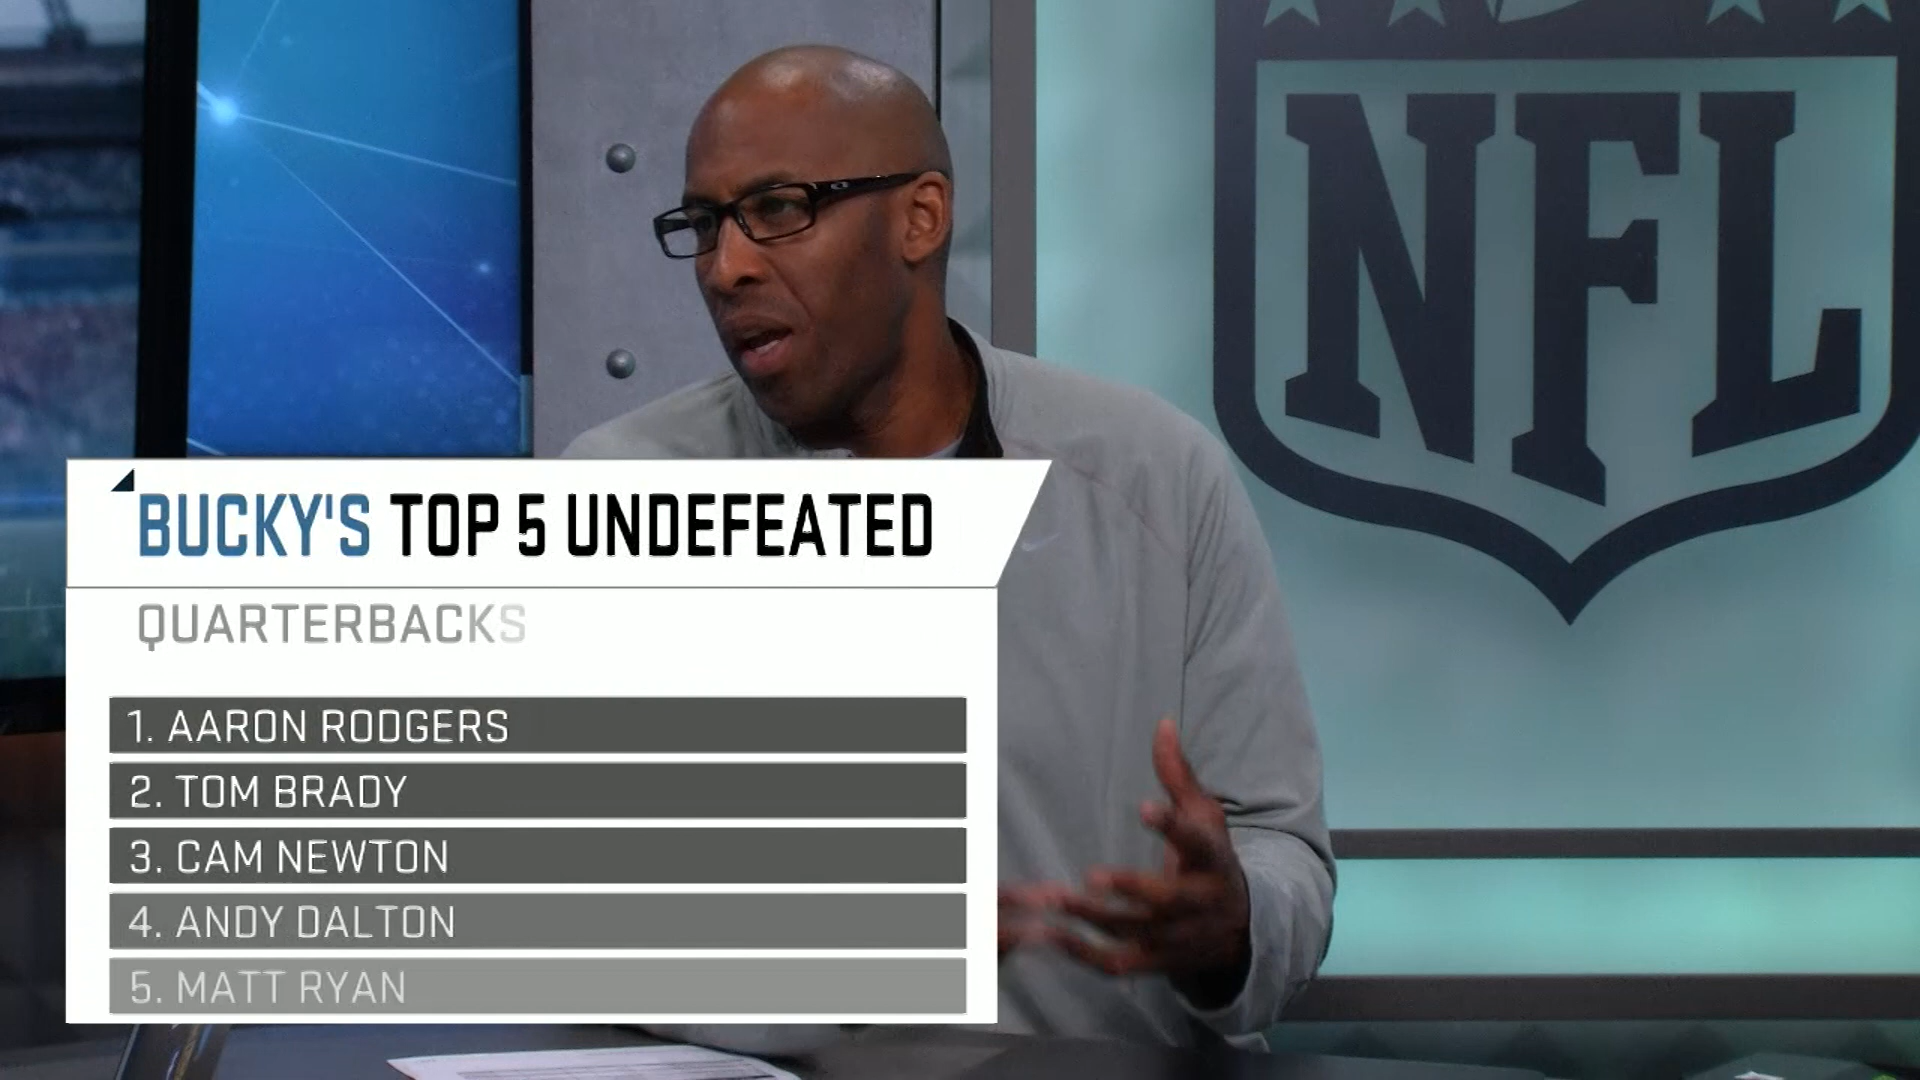 NFL
BUCKY'S TOP 5 UNDEFEATED
QUARTERBACKS
1. AARON RODGERS
2. TOM BRADY
3. CAM NEWTON
4. ANDY DALTON
5. MATT RYAN